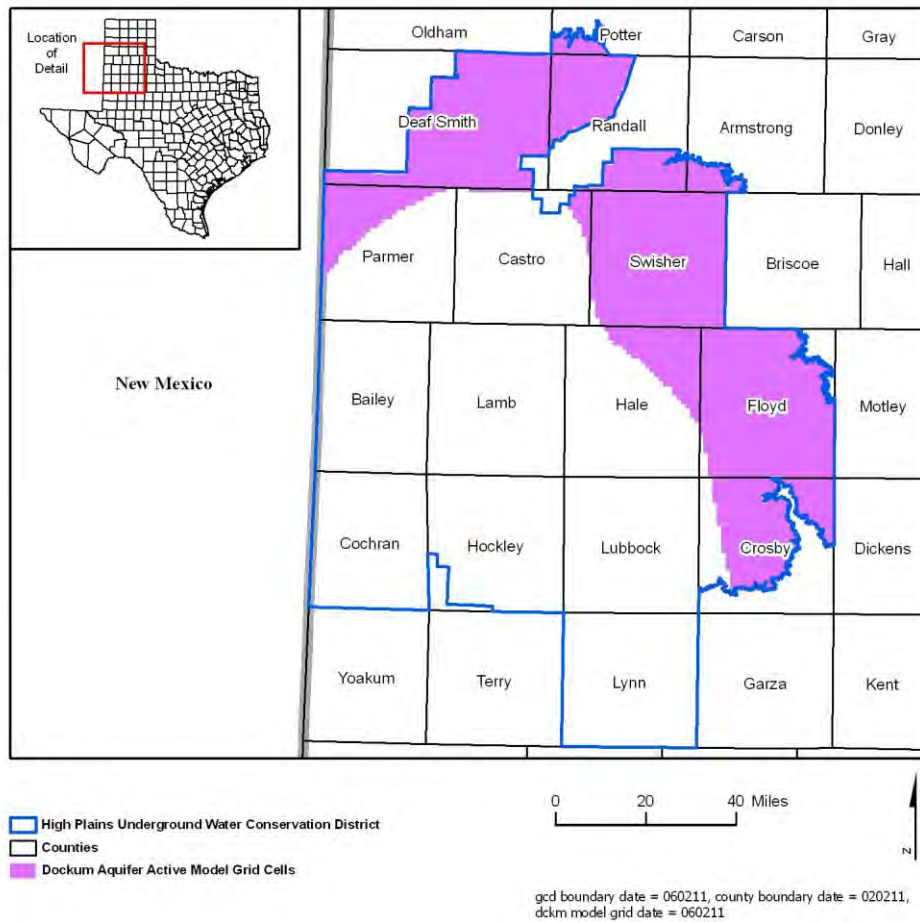 Location
of
Detail
Oldham
Potter
Carson
Gray
Deaf Smith
Randall
Armstrong
Donley
Parmer
Castro
Swisher
Briscoe
Hall
New Mexico
Bailey
Lamb
Hale
Floyd
Motley
Cochran
Hockley
Lubbock
Crosby
Dickens
Yoakum
Terry
Lynn
Garza
Kent
0 20 40 Miles
High Plains Underground Water Conservation District
Counties
Dockum Aquifer Active Model Grid Cells
N
gcd boundary date = 060211, county boundary date = 020211,
dckm model grid date = 060211